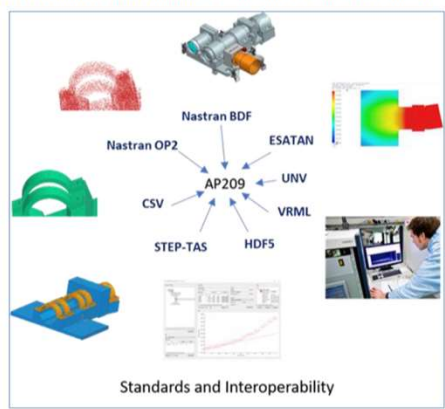 Nastran BDF
Nastran OP2
ESATAN
AP209
UNV
CSV
VRML
STEP-TAS
HDF5
Standards and Interoperability